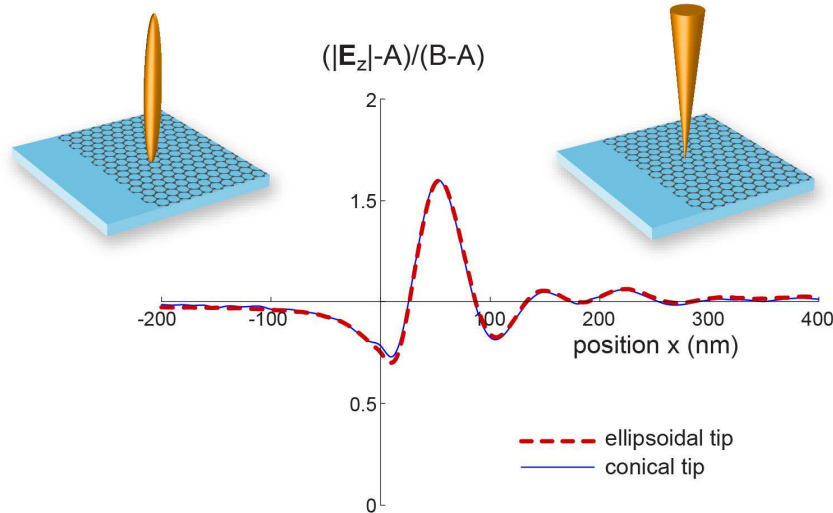 (|E_z|-A)/(B-A)
2
1.5
-200 -100 100 200 300 400
position x (nm)
0.5
ellipsoidal tip
conical tip
0